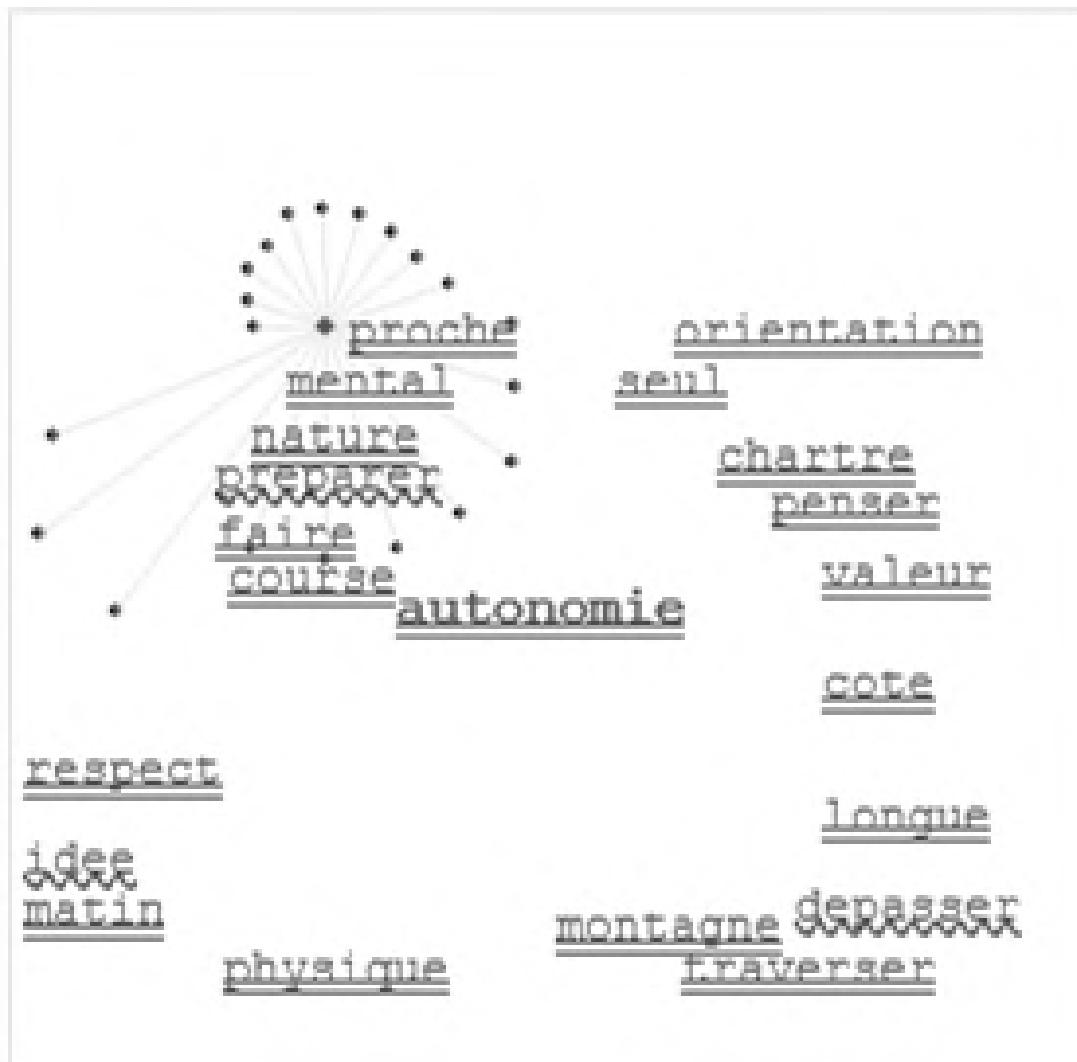 proche orientation
mental seul
nature
chartre
preparer
penser
faire
course valeur
autonomie
cote
respect
longue
idee
matin
depasser
montagne
physique traverser